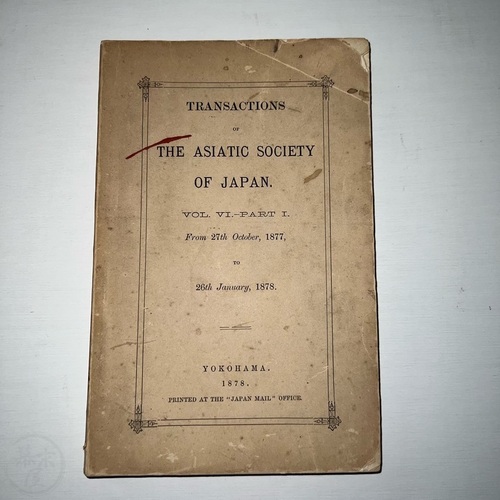 TRANSACTIONS
OF
THE ASIATIC SOCIETY
OF JAPAN.
VOL. VI.—PART I.
From 27th October, 1877,
TO
26th January, 1878.
YOKOHAMA.
1878.
PRINTED AT THE "JAPAN MAIL" OFFICE.